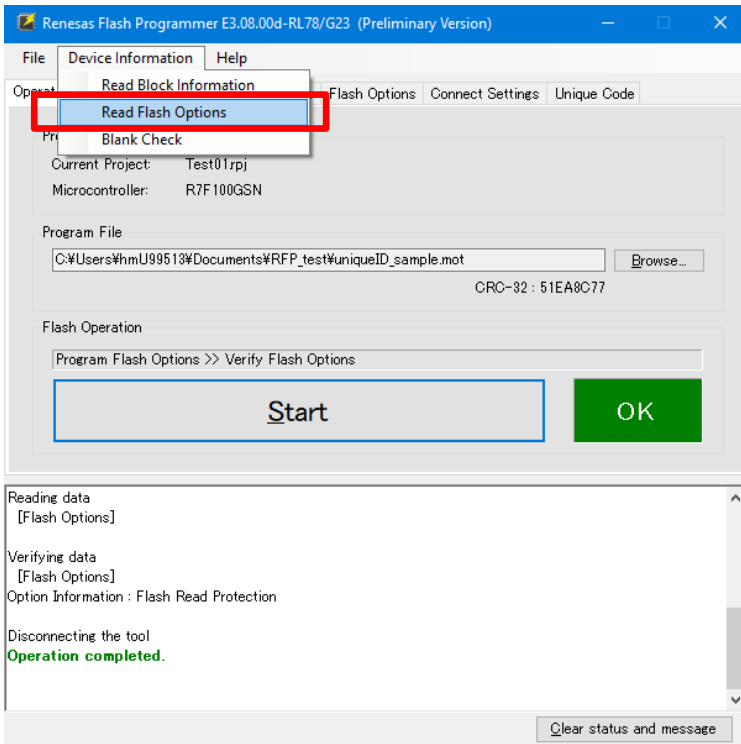 Renesas Flash Programmer E3.08.00d-RL78/G23 (Preliminary Version)
File Device Information Help
Read Block Information
Read Flash Options
Blank Check
Operat Flash Options Connect Settings Unique Code
Current Project: Test01.rpj
Microcontroller: R7F100GSN
Program File
C:¥Users¥hmU99513¥Documents¥RFP_test¥uniqueID_sample.mot Browse...
CRC-32 : 51EA8C77
Flash Operation
Program Flash Options >> Verify Flash Options
Start OK
Reading data
[Flash Options]
Verifying data
[Flash Options]
Option Information : Flash Read Protection
Disconnecting the tool
Operation completed.
Clear status and message